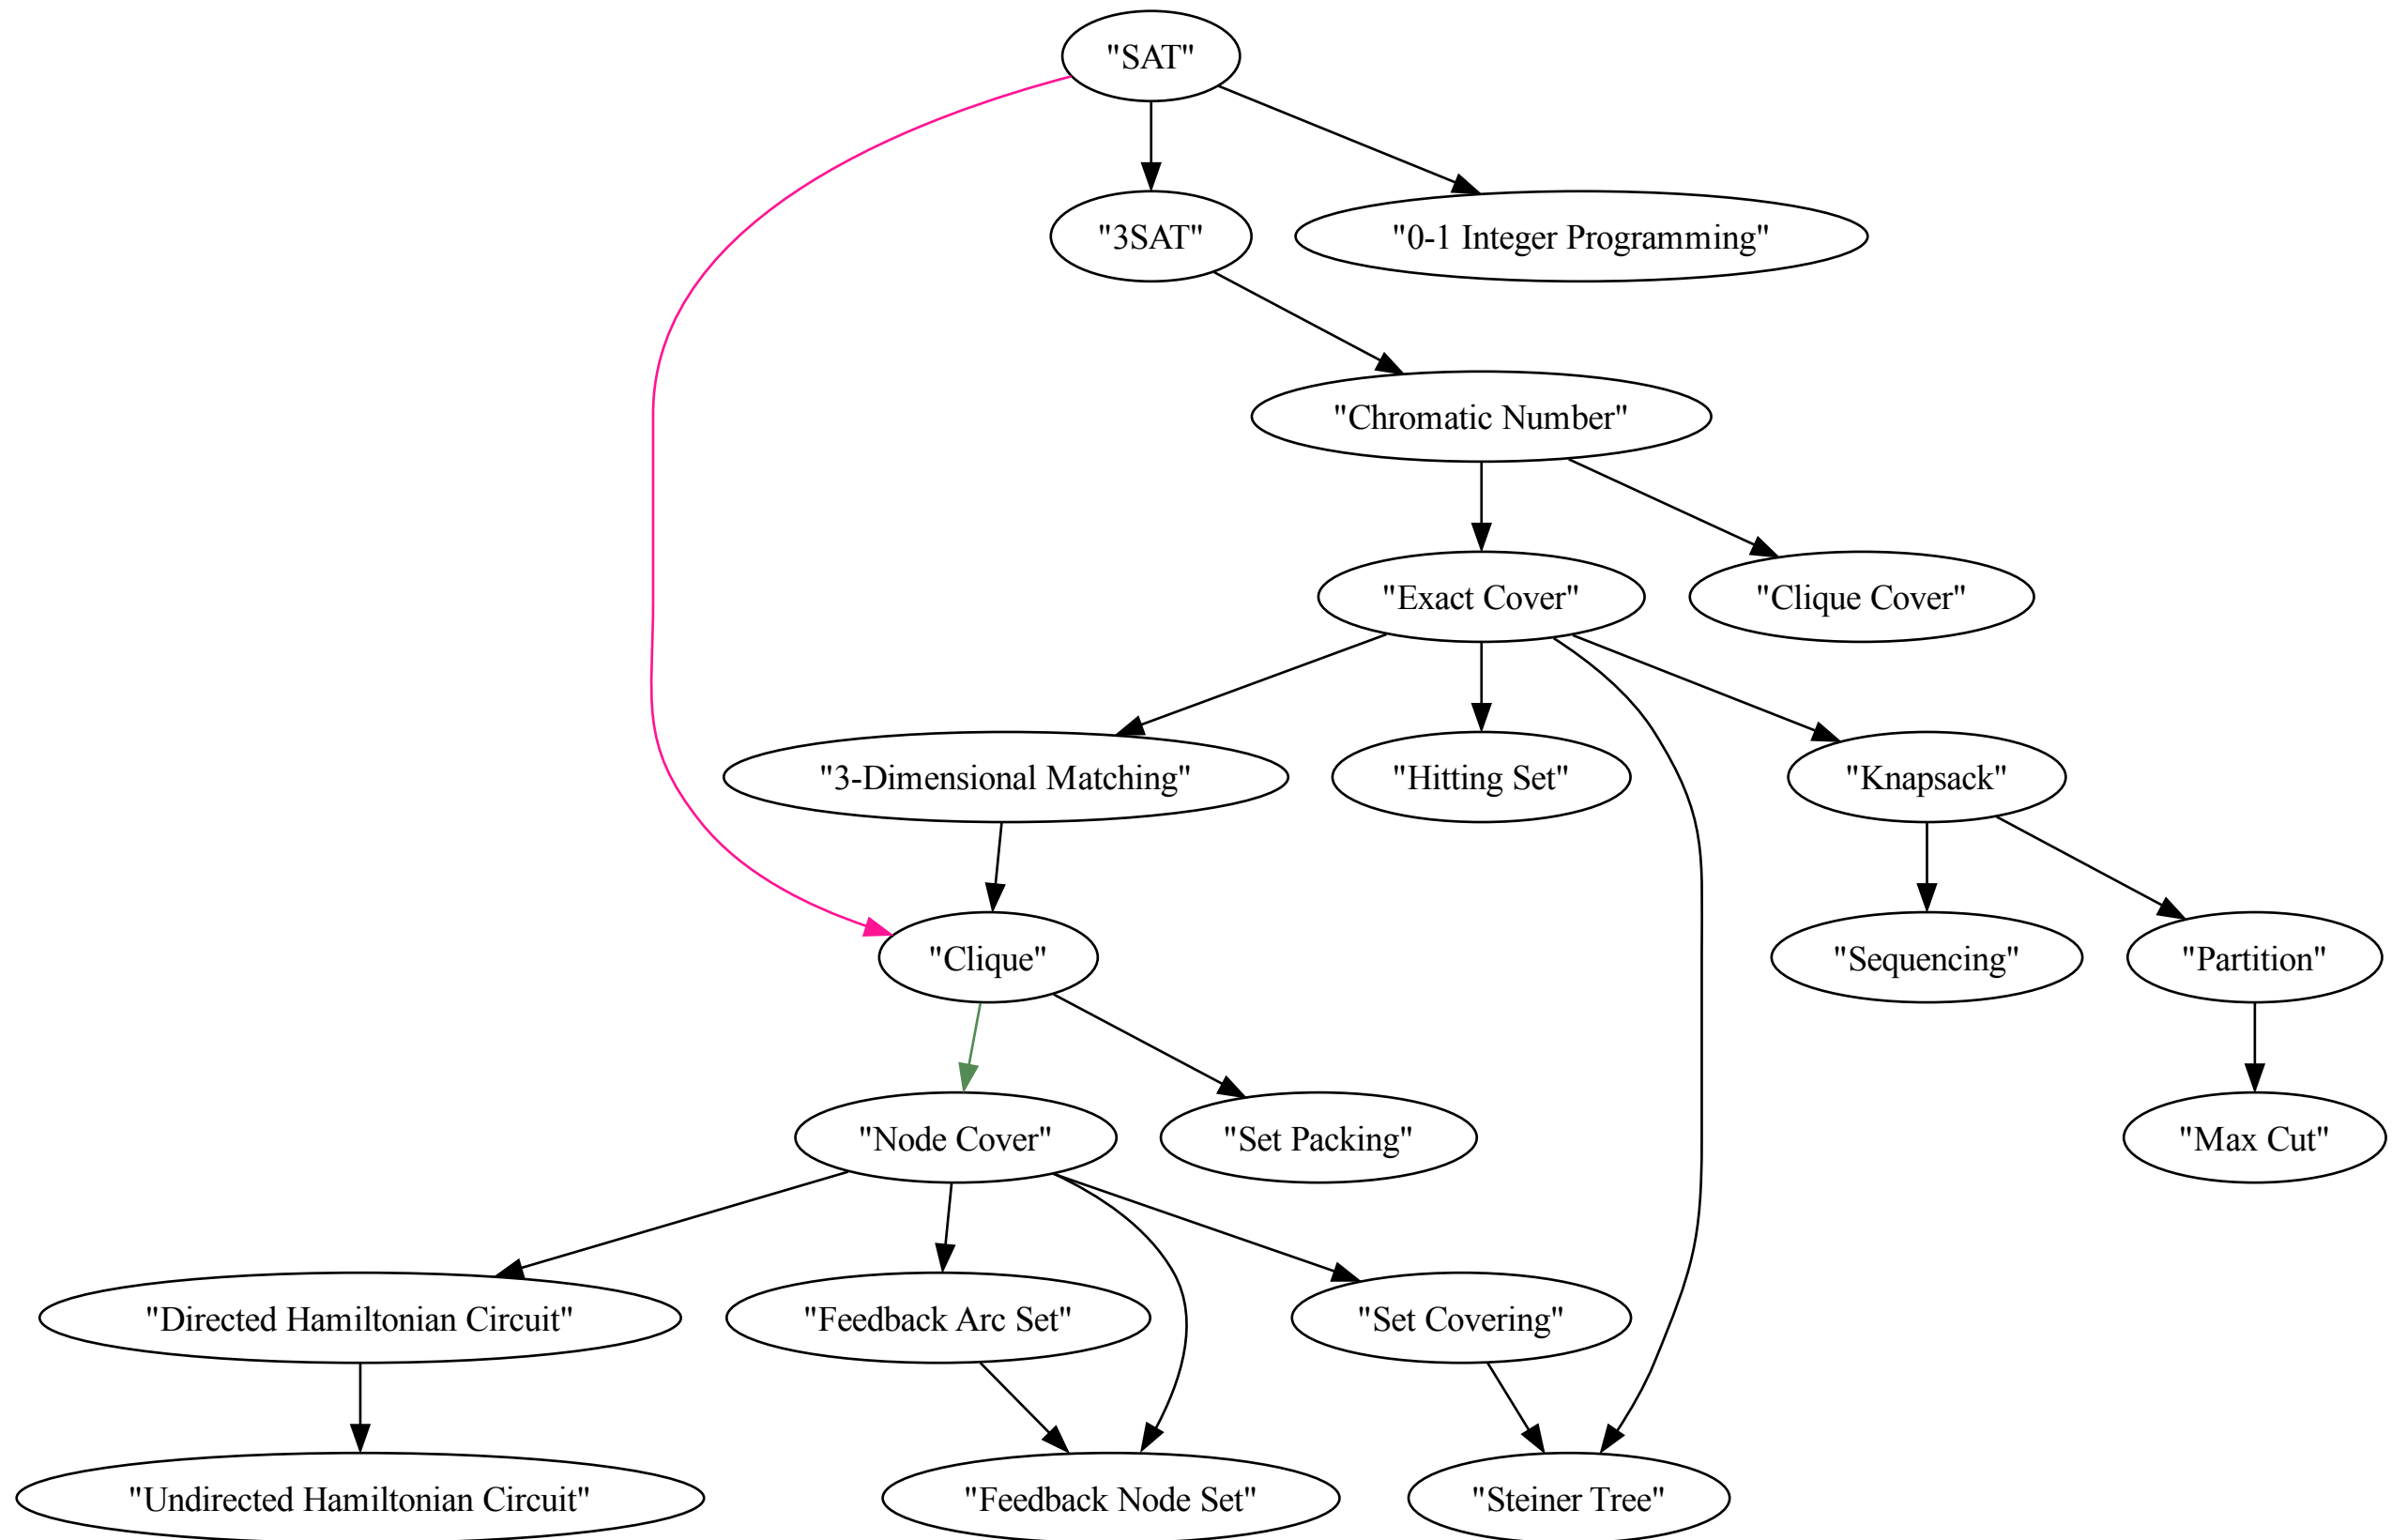 "SAT"
"3SAT"
"0-1 Integer Programming"
"Chromatic Number"
"Exact Cover"
"Clique Cover"
"3-Dimensional Matching"
"Hitting Set"
"Knapsack"
"Clique"
"Sequencing"
"Partition"
"Node Cover"
"Set Packing"
"Max Cut"
"Directed Hamiltonian Circuit"
"Feedback Arc Set"
"Set Covering"
"Undirected Hamiltonian Circuit"
"Feedback Node Set"
"Steiner Tree"